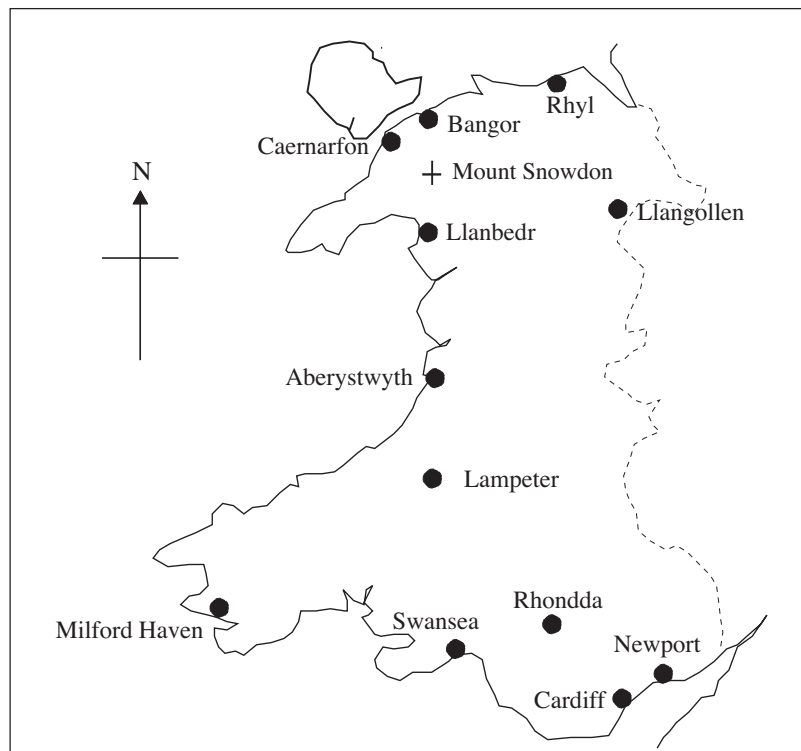 Rhyl
Bangor
Caernarfon
N
Mount Snowdon
Llangollen
Llanbedr
Aberystwyth
Lampeter
Rhondda
Milford Haven
Swansea
Newport
Cardiff